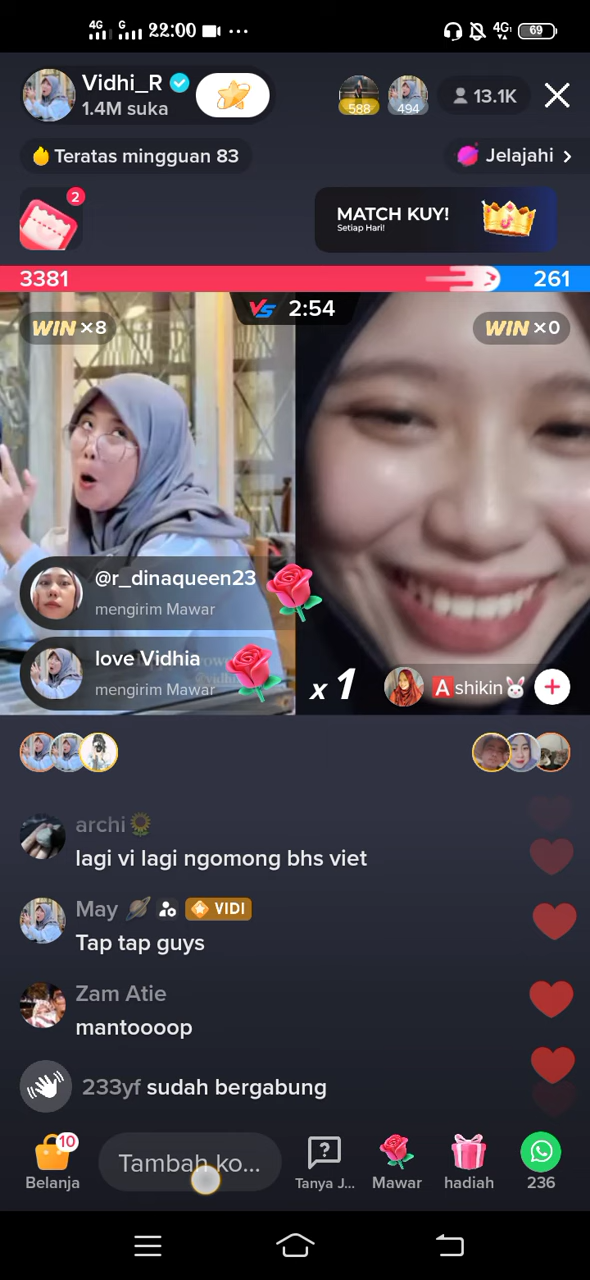 4G G 22:00 ...
4G 69
Vidhi_R
1.4M suka
588 494 13.1K
Teratas mingguan 83
Jelajahi
2
MATCH KUY!
Setiap Hari!
3381 261
VS 2:54
WIN ×8
WIN ×0
@r_dinaqueen23
mengirim Mawar
love Vidhia
mengirim Mawar
x 1
Ashikin
archi
lagi vi lagi ngomong bhs viet
May VIDI
Tap tap guys
Zam Atie
mantoooop
233yf sudah bergabung
10
Tambah ko...
Belanja
Tanya J...
Mawar
hadiah
236